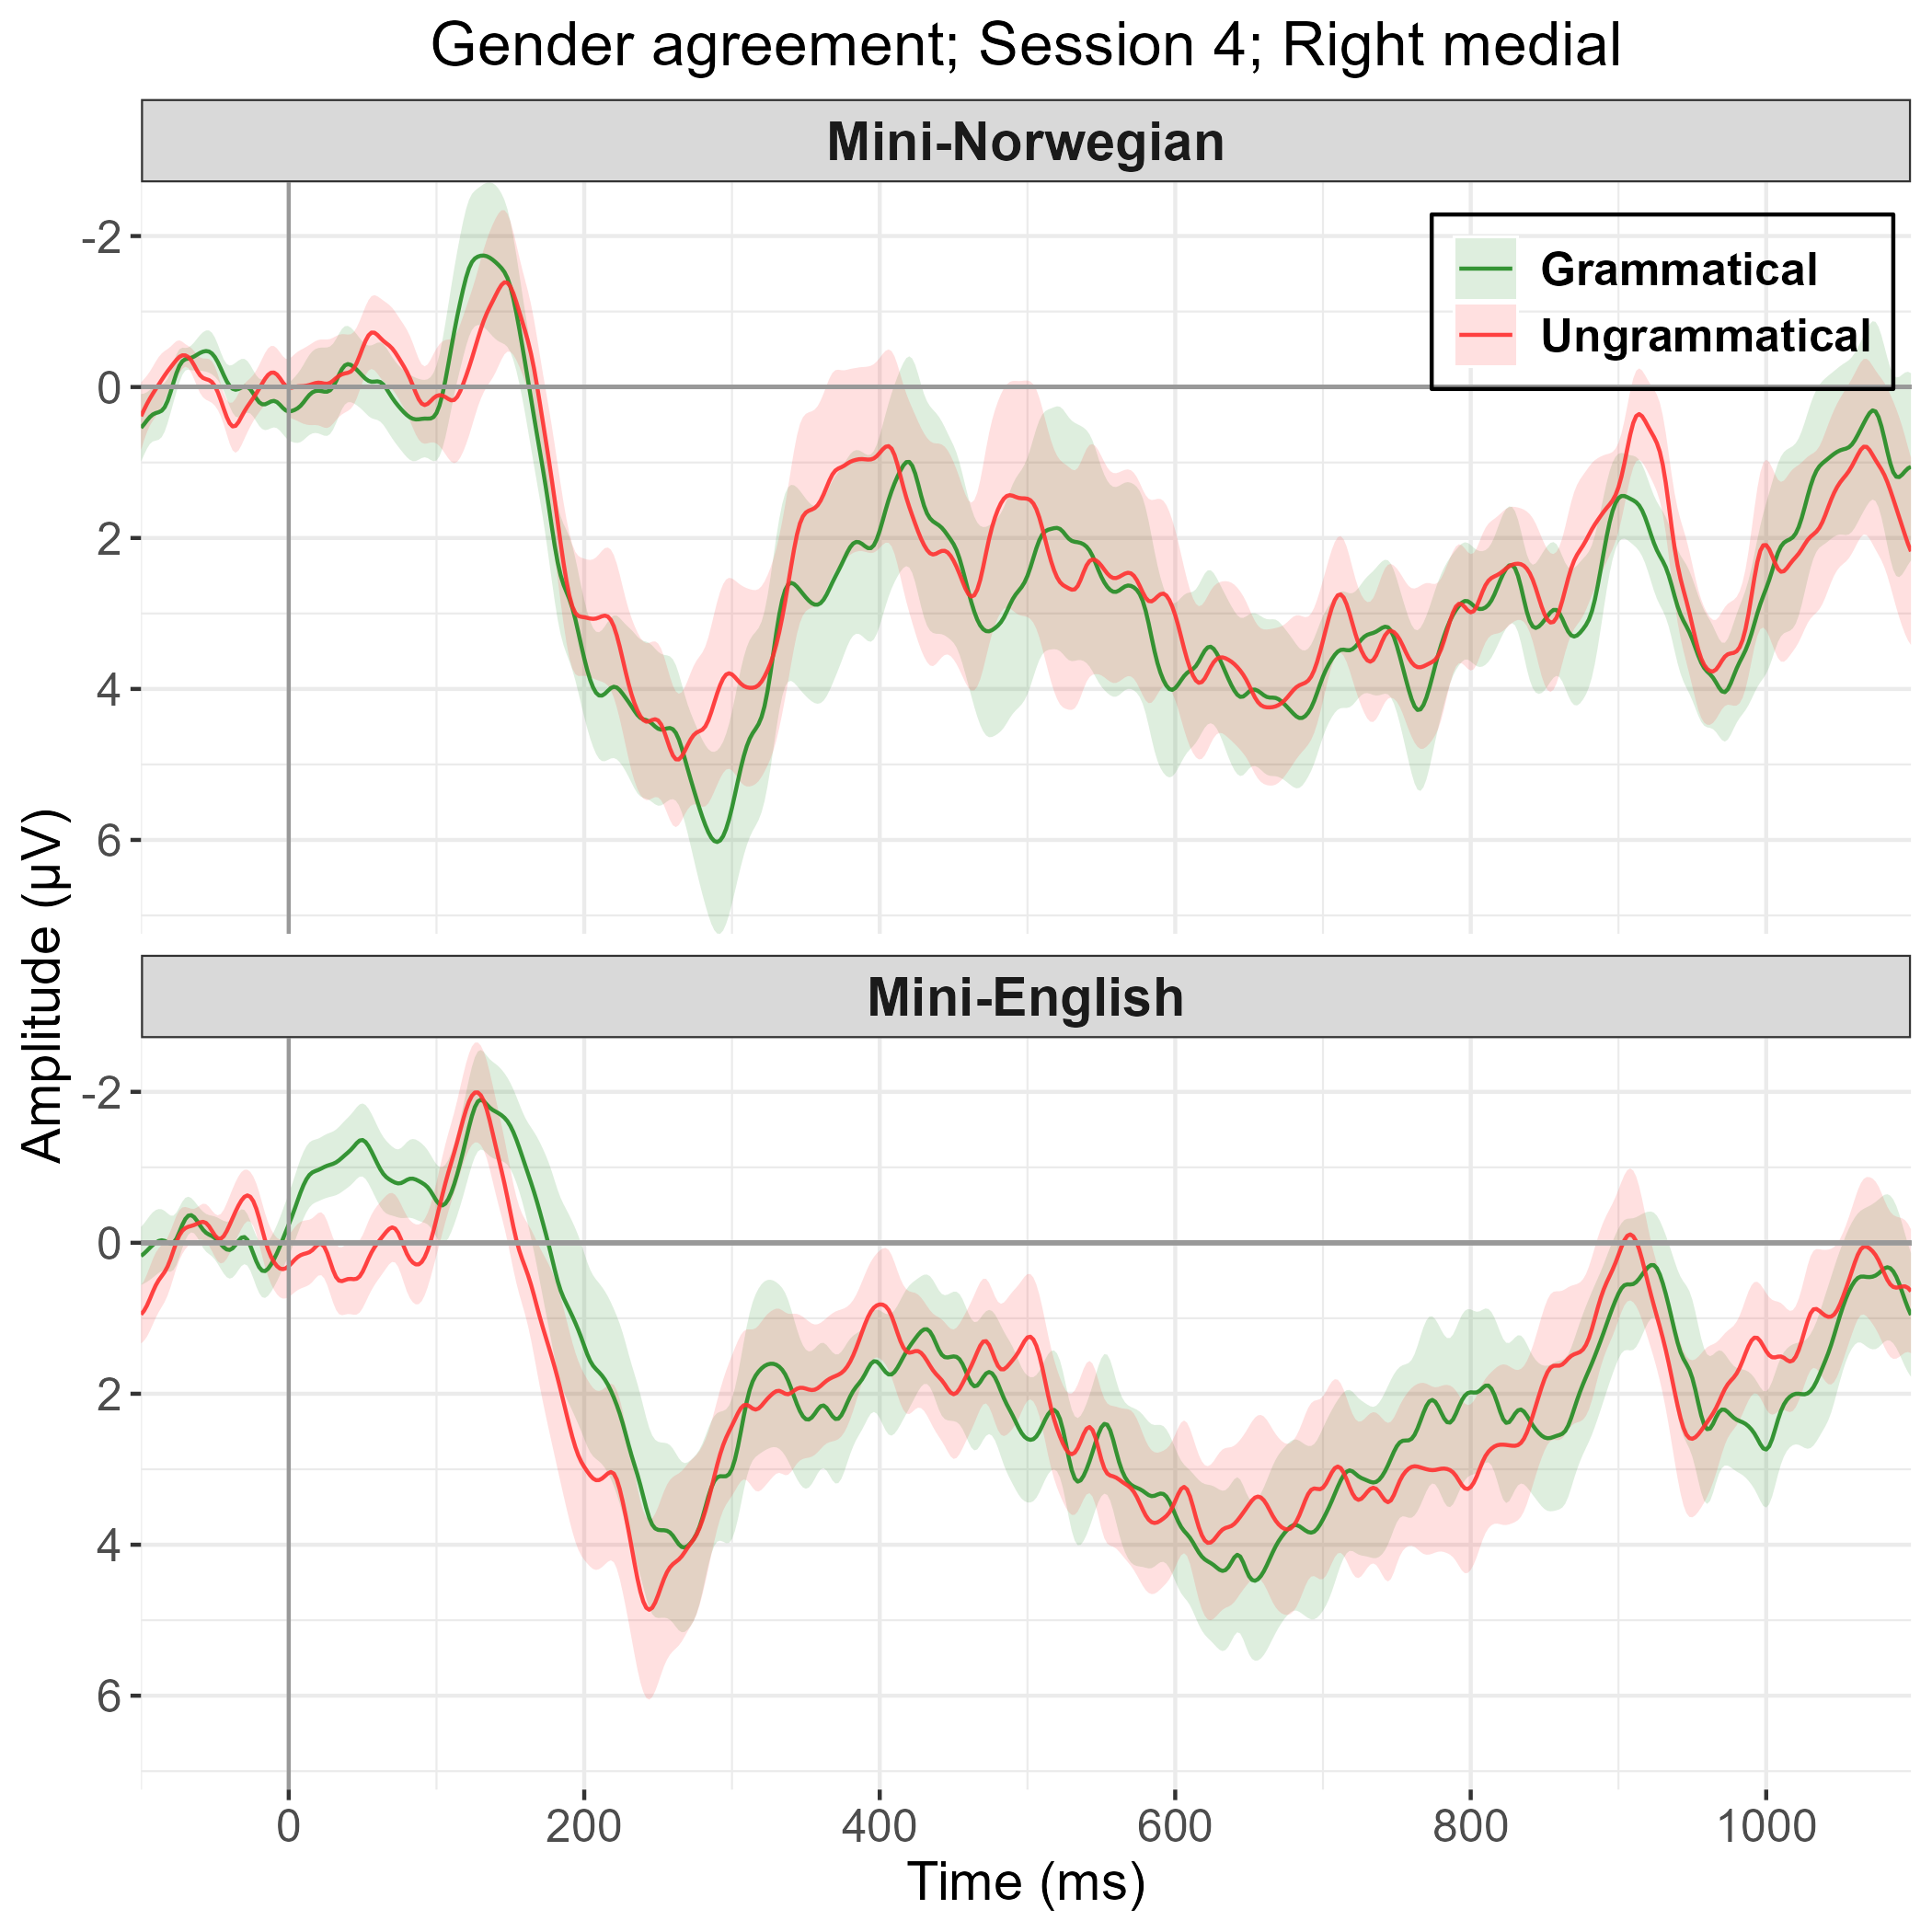 Gender agreement; Session 4; Right medial
Mini-Norwegian
Grammatical
Ungrammatical
-2
0
2
4
6
Amplitude (µV)
Mini-English
-2
0
2
4
6
0 200 400 600 800 1000
Time (ms)